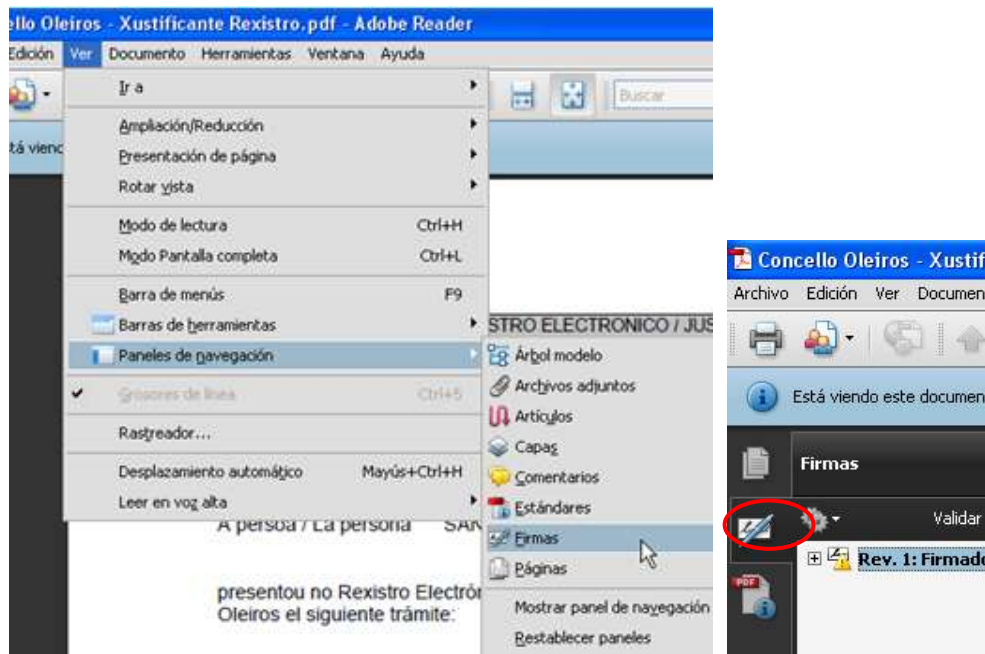 ello Oleiros - Xustificante Rexistro.pdf - Adobe Reader
Edición Ver Documento Herramientas Ventana Ayuda
Ir a
Buscar
tá viend
Ampliación/Reducción
Presentación de página
Rotar vista
Modo de lectura Ctrl+H
Modo Pantalla completa Ctrl+L
Barra de menús F9
Barras de herramientas
Paneles de navegación
Grosores de línea Ctrl+5
Rastreador...
Desplazamiento automático Mayús+Ctrl+H
Leer en voz alta
STRO ELECTRONICO / JUS
Árbol modelo
Archivos adjuntos
Artículos
Capas
Comentarios
Estándares
Firmas
Páginas
Mostrar panel de navegación
Restablecer paneles
A persoa / La persona SAN
presentou no Rexistro Electrón
Oleiros el siguiente trámite:
Concello Oleiros - Xustif
Archivo Edición Ver Documen
Está viendo este documen
Firmas
Validar
Rev. 1: Firmado
PDF